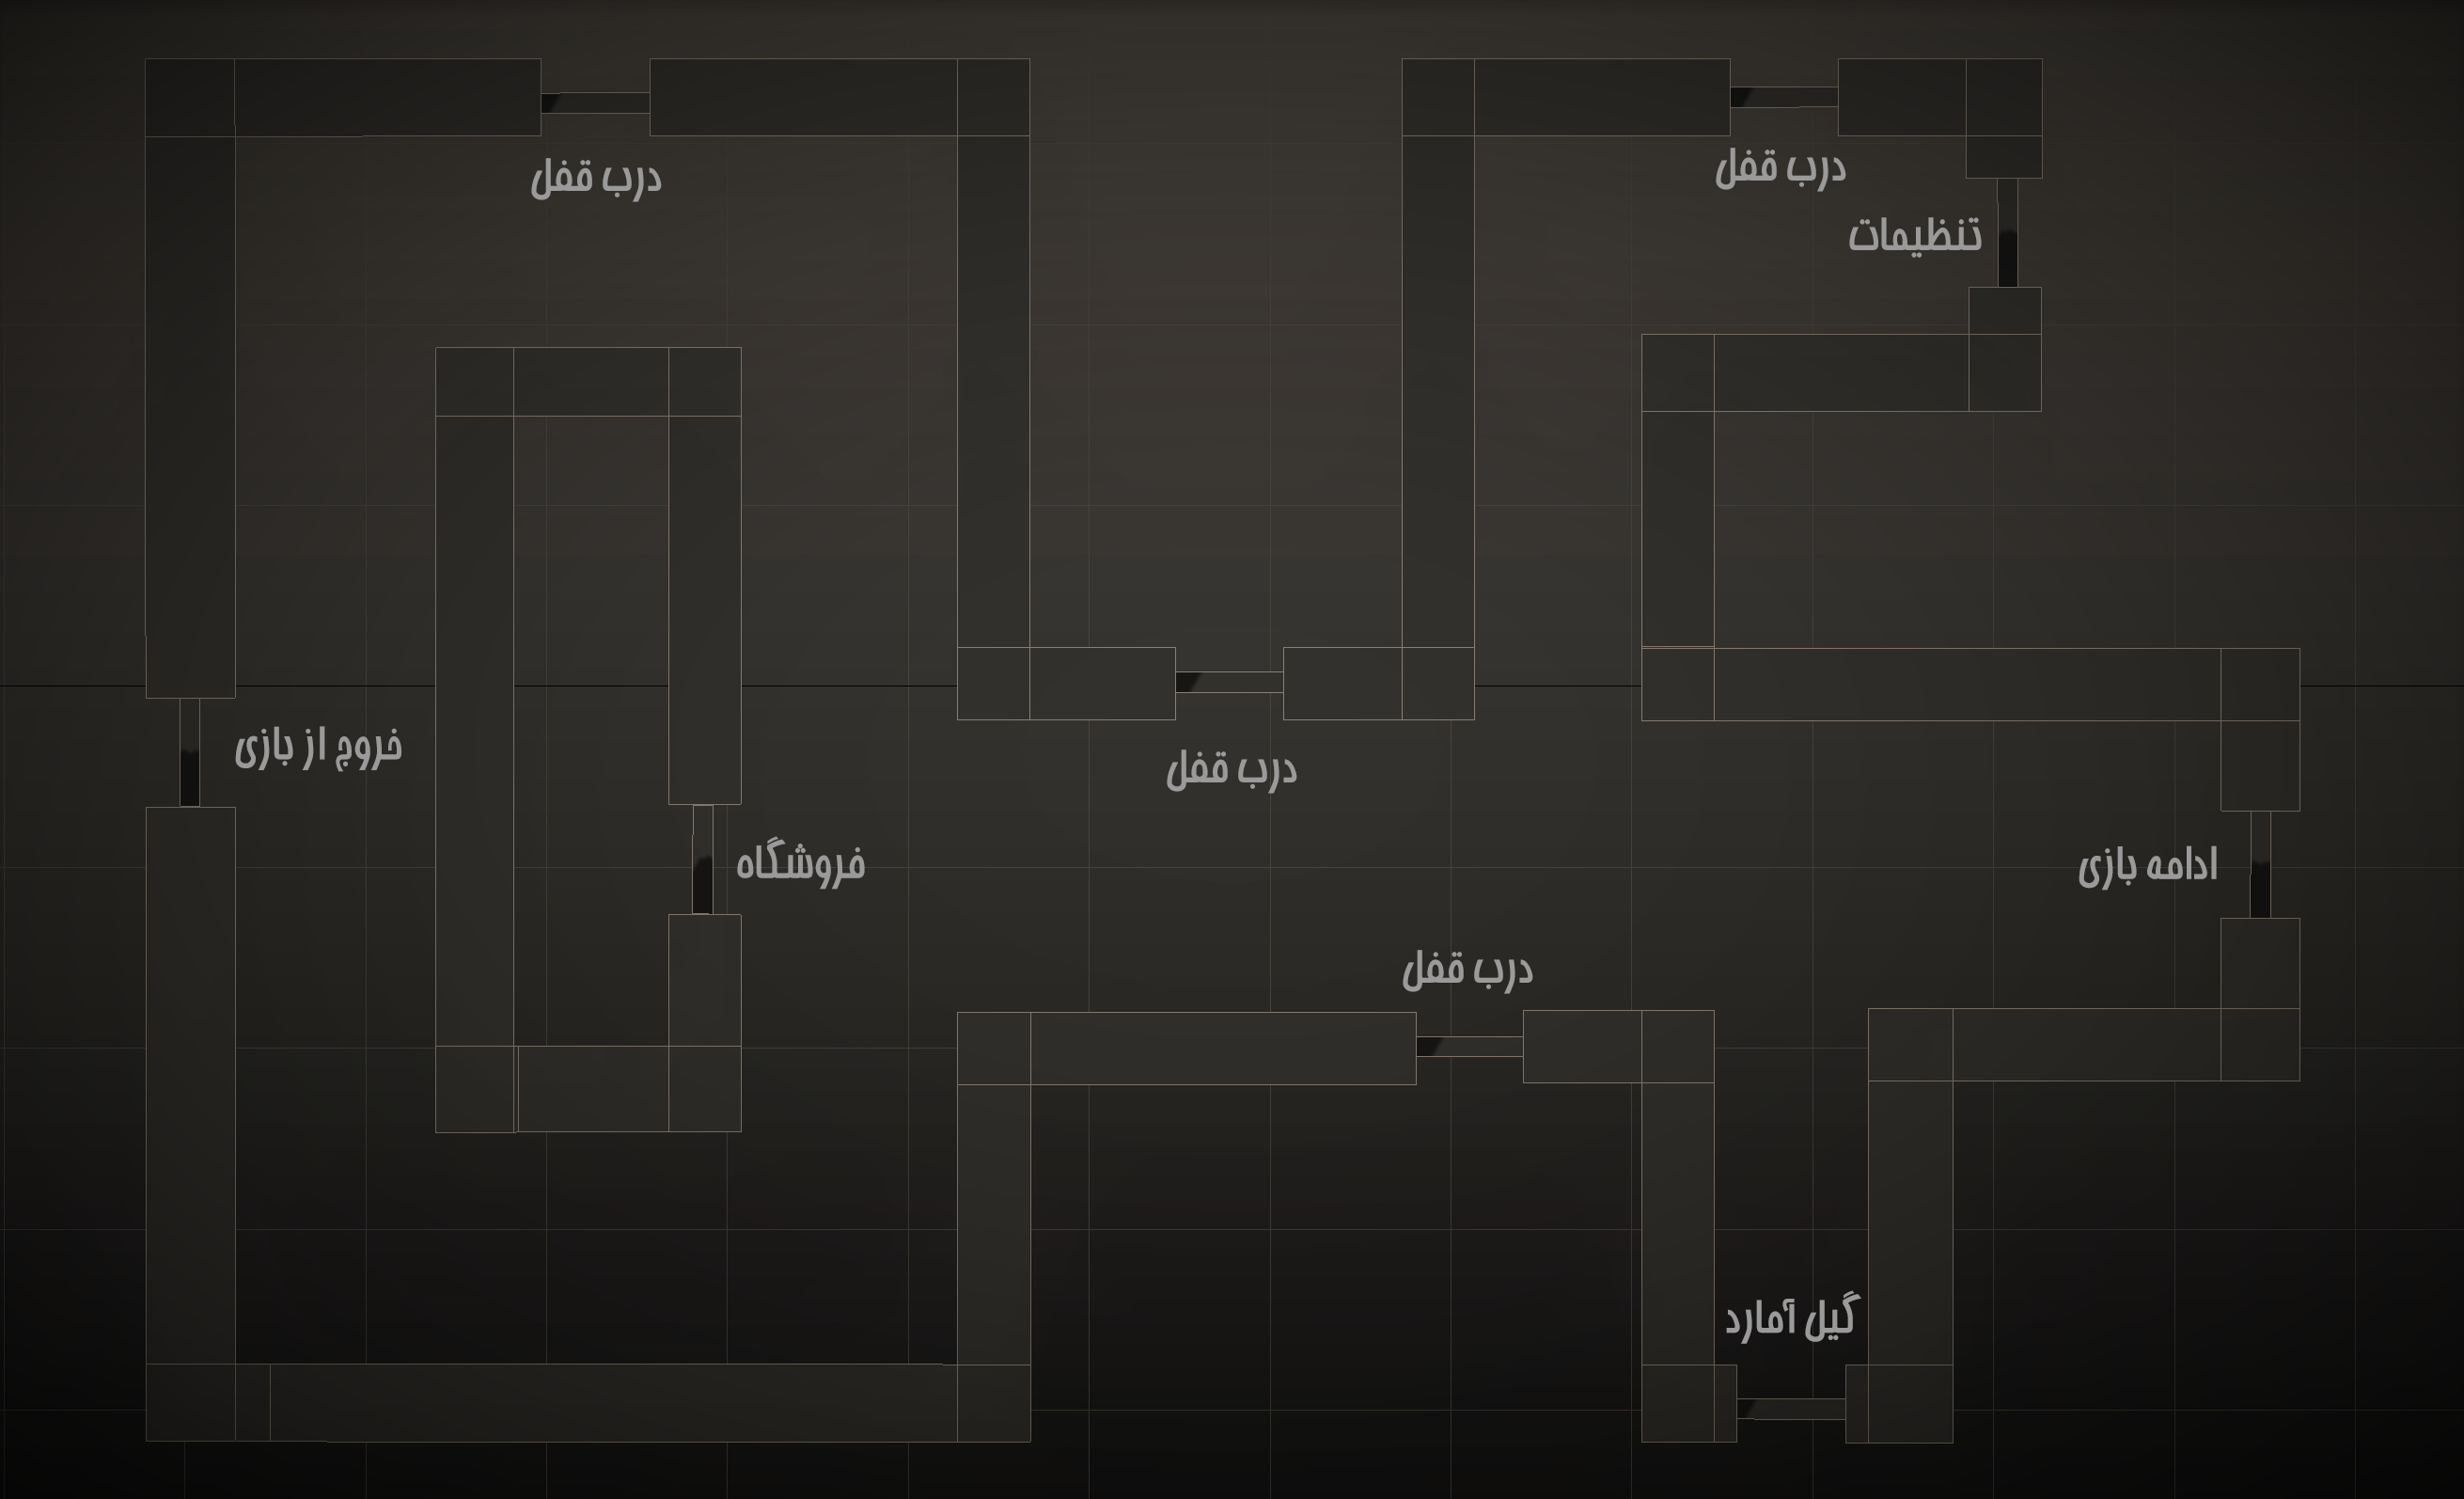 درب قفل
درب قفل
تنظیمات
خروج از بازی
درب قفل
فروشگاه
ادامه بازی
درب قفل
گیل آمارد